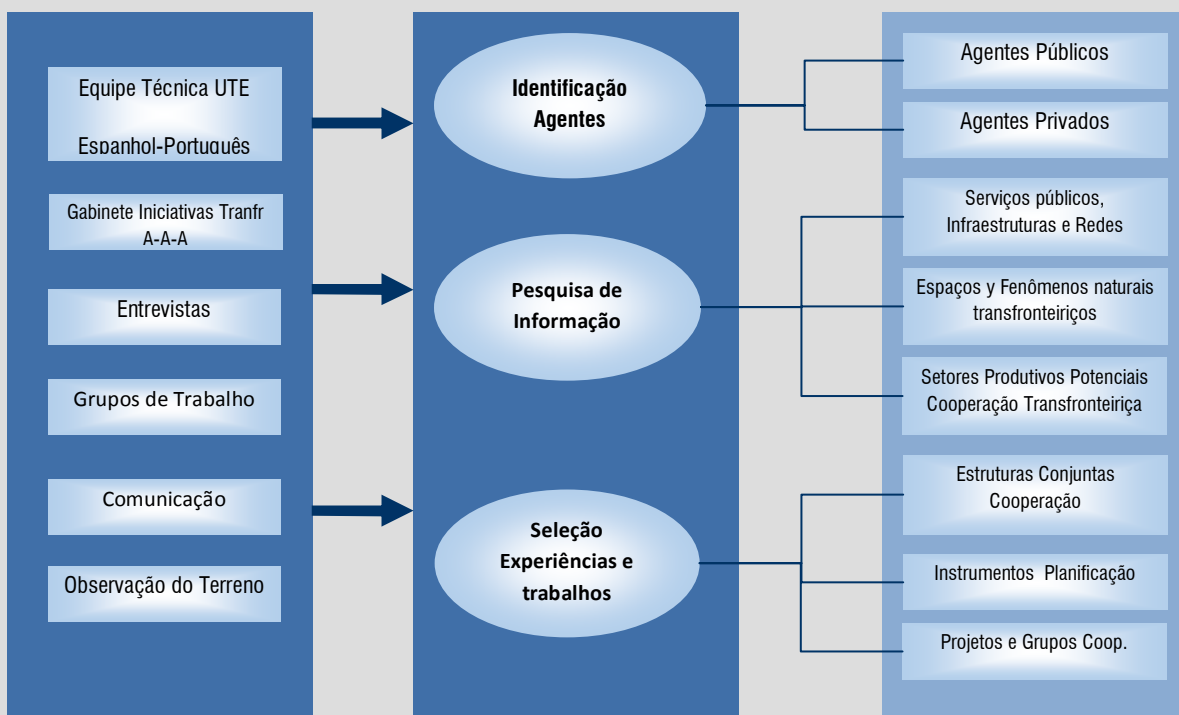 Equipe Técnica UTE
Espanhol-Português
Gabinete Iniciativas Tranfr
A-A-A
Entrevistas
Grupos de Trabalho
Comunicação
Observação do Terreno
Identificação
Agentes
Pesquisa de
Informação
Seleção
Experiências e
trabalhos
Agentes Públicos
Agentes Privados
Serviços públicos,
Infraestruturas e Redes
Espaços y Fenômenos naturais
transfronteiriços
Setores Produtivos Potenciais
Cooperação Transfronteiriça
Estruturas Conjuntas
Cooperação
Instrumentos Planificação
Projetos e Grupos Coop.